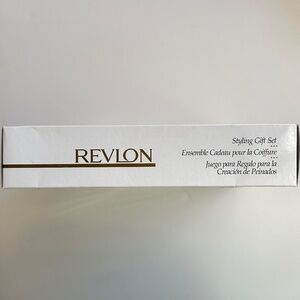 REVLON
Styling Gift Set
...
Ensemble Cadeau pour la Coiffure
...
Juego para Regalo para la
Creación de Peinados